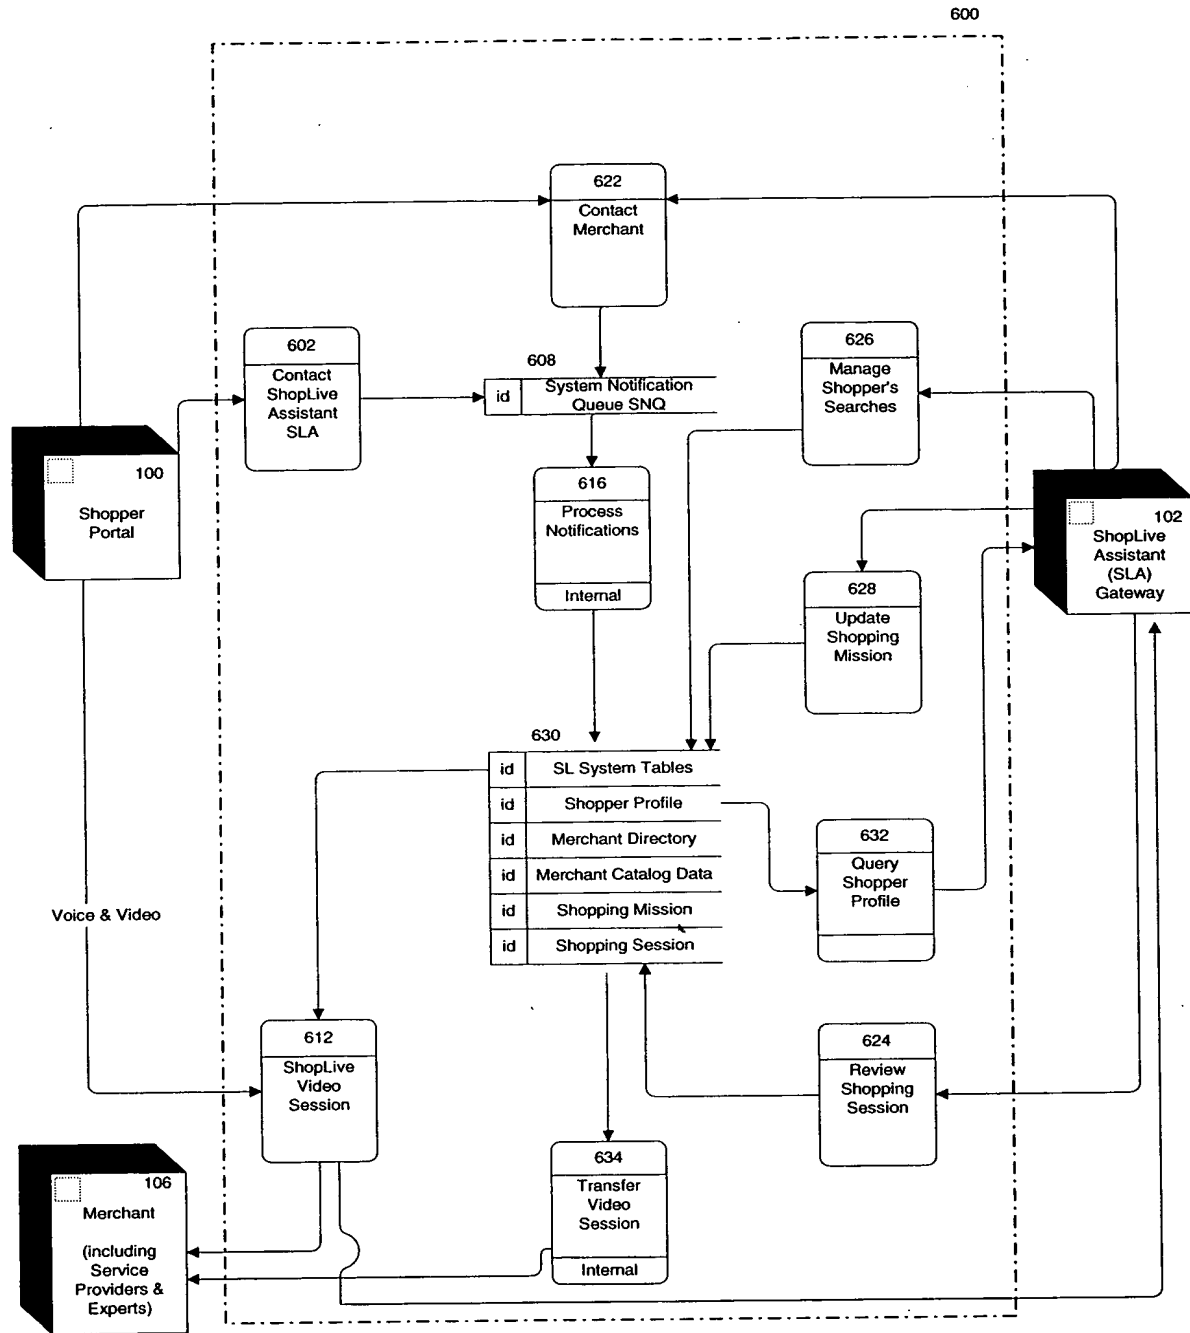 600
622
Contact
Merchant
602
Contact
ShopLive
Assistant
SLA
608
id
System Notification
Queue SNQ
626
Manage
Shopper's
Searches
100
Shopper
Portal
616
Process
Notifications
Internal
102
ShopLive
Assistant
(SLA)
Gateway
628
Update
Shopping
Mission
630
id SL System Tables
id Shopper Profile
id Merchant Directory
id Merchant Catalog Data
id Shopping Mission
id Shopping Session
632
Query
Shopper
Profile
Voice & Video
612
ShopLive
Video
Session
624
Review
Shopping
Session
634
Transfer
Video
Session
Internal
106
Merchant
(including
Service
Providers &
Experts)